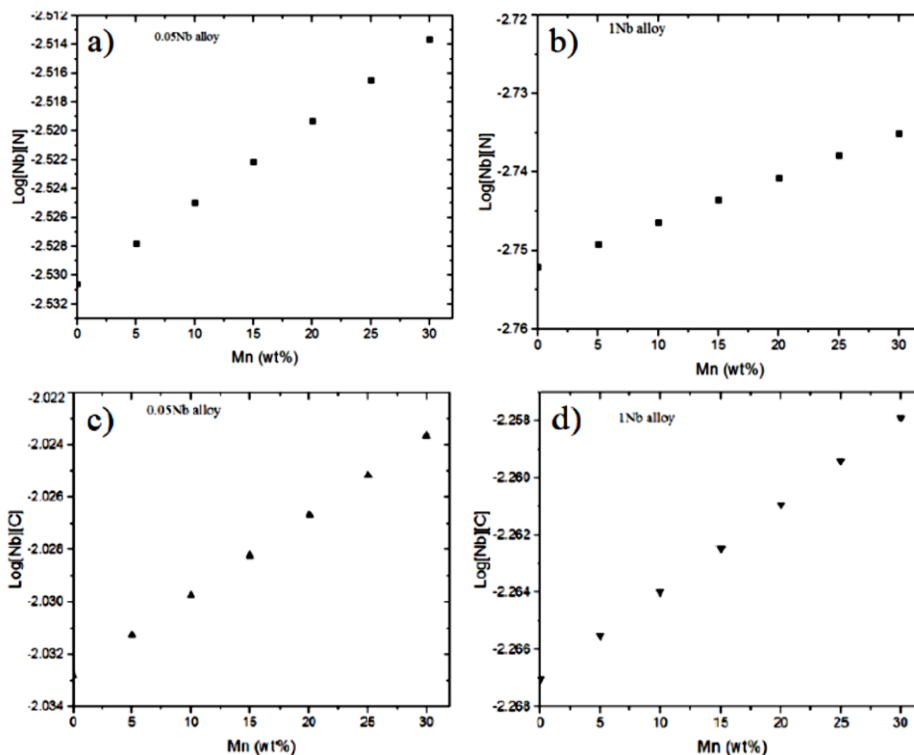 a)
0.05Nb alloy
-2.512
-2.514
-2.516
-2.518
-2.520
-2.522
-2.524
-2.526
-2.528
-2.530
-2.532
Log[Nb][N]
0 5 10 15 20 25 30
Mn (wt%)
b)
1Nb alloy
-2.72
-2.73
-2.74
-2.75
-2.76
Log[Nb][N]
0 5 10 15 20 25 30
Mn (wt%)
c)
0.05Nb alloy
-2.022
-2.024
-2.026
-2.028
-2.030
-2.032
-2.034
Log[Nb][C]
0 5 10 15 20 25 30
Mn (wt%)
d)
1Nb alloy
-2.258
-2.260
-2.262
-2.264
-2.266
-2.268
Log[Nb][C]
0 5 10 15 20 25 30
Mn (wt%)